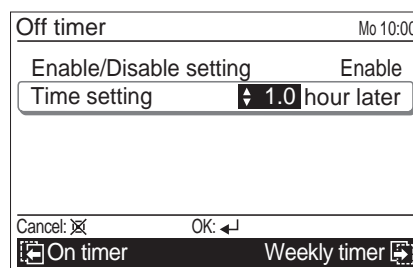 Off timer Mo 10:00
Enable/Disable setting Enable
Time setting 1.0 hour later
Cancel: OK:
On timer Weekly timer